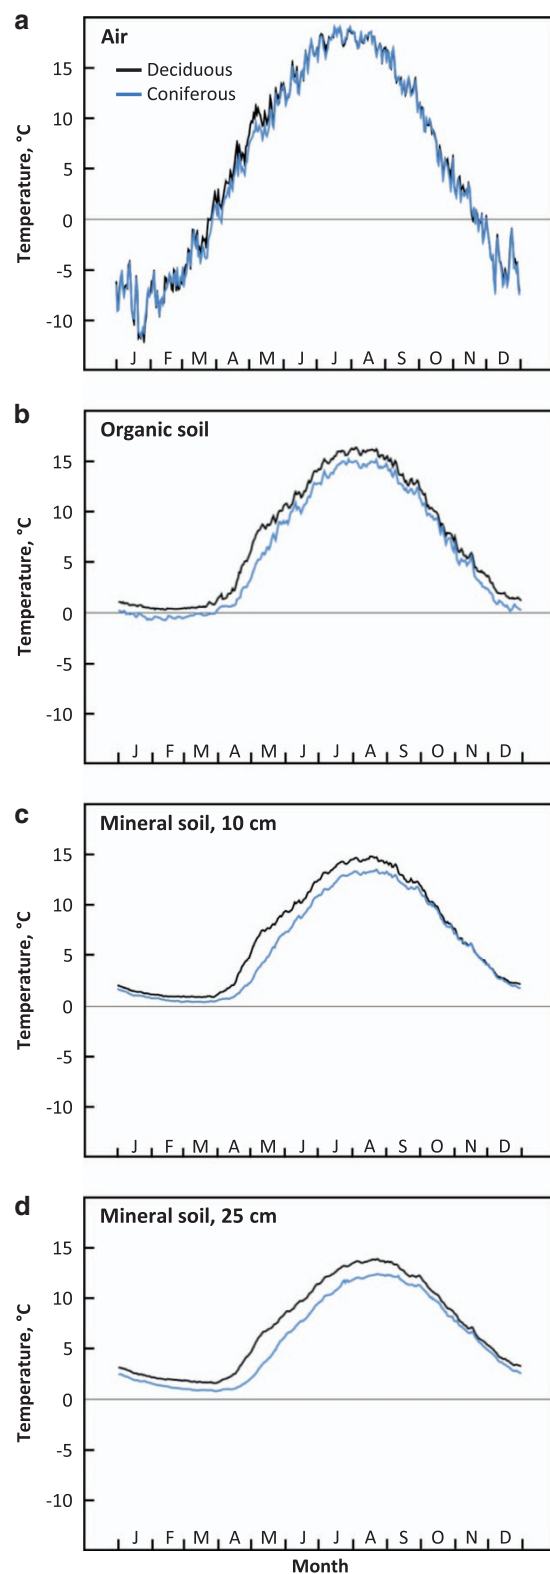 a
Air
Deciduous
Coniferous
Temperature, °C
15
10
5
0
-5
-10
J F M A M J J A S O N D
b
Organic soil
Temperature, °C
15
10
5
0
-5
-10
J F M A M J J A S O N D
c
Mineral soil, 10 cm
Temperature, °C
15
10
5
0
-5
-10
J F M A M J J A S O N D
d
Mineral soil, 25 cm
Temperature, °C
15
10
5
0
-5
-10
J F M A M J J A S O N D
Month